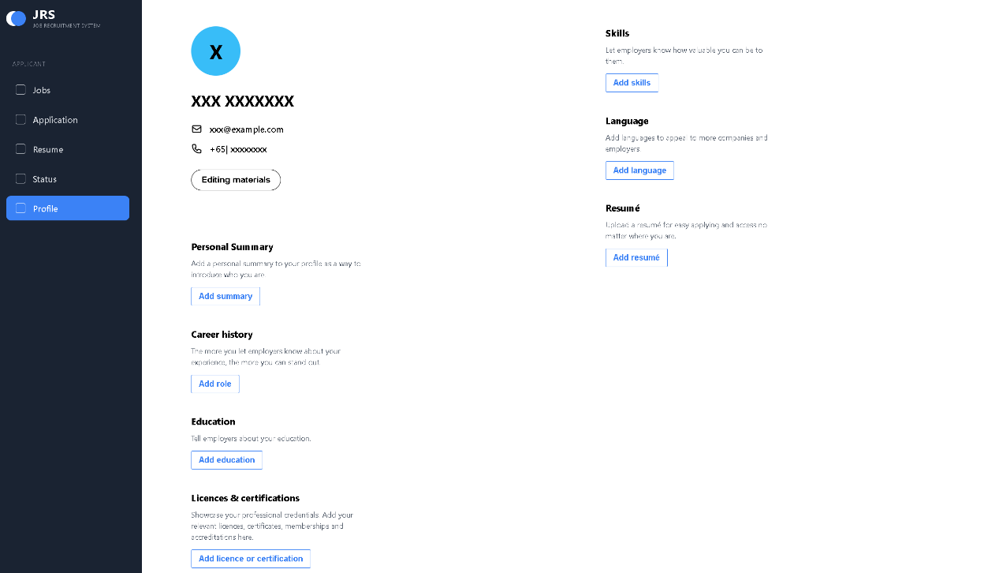 JRS
JOB RECRUITMENT SYSTEM
APPLICANT
Jobs
Application
Resume
Status
Profile
X
XXX XXXXXXX
xxx@example.com
+65| xxxxxxxx
Editing materials
Personal Summary
Add a personal summary to your profile as a way to
introduce who you are.
Add summary
Career history
The more you let employers know about your
experience, the more you can stand out.
Add role
Education
Tell employers about your education.
Add education
Licences & certifications
Showcase your professional credentials. Add your
relevant licences, certificates, memberships and
accreditations here.
Add licence or certification
Skills
Let employers know how valuable you can be to
them.
Add skills
Language
Add languages to appeal to more companies and
employers.
Add language
Resumé
Upload a resumé for easy applying and access no
matter where you are.
Add resumé